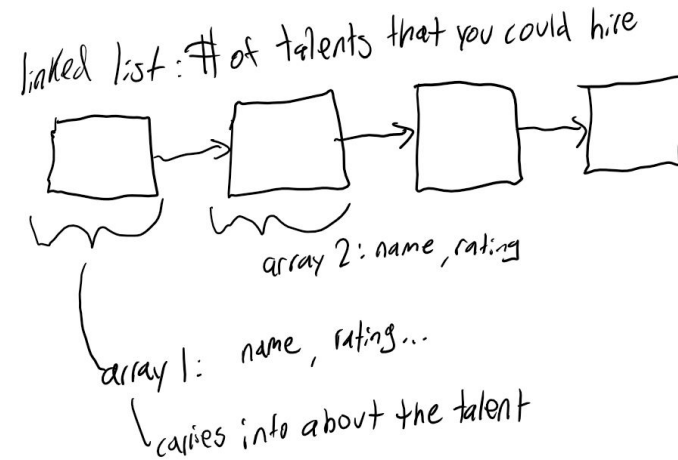 linked list: # of talents that you could hire
array 2: name, rating
array 1: name, rating...
carries info about the talent